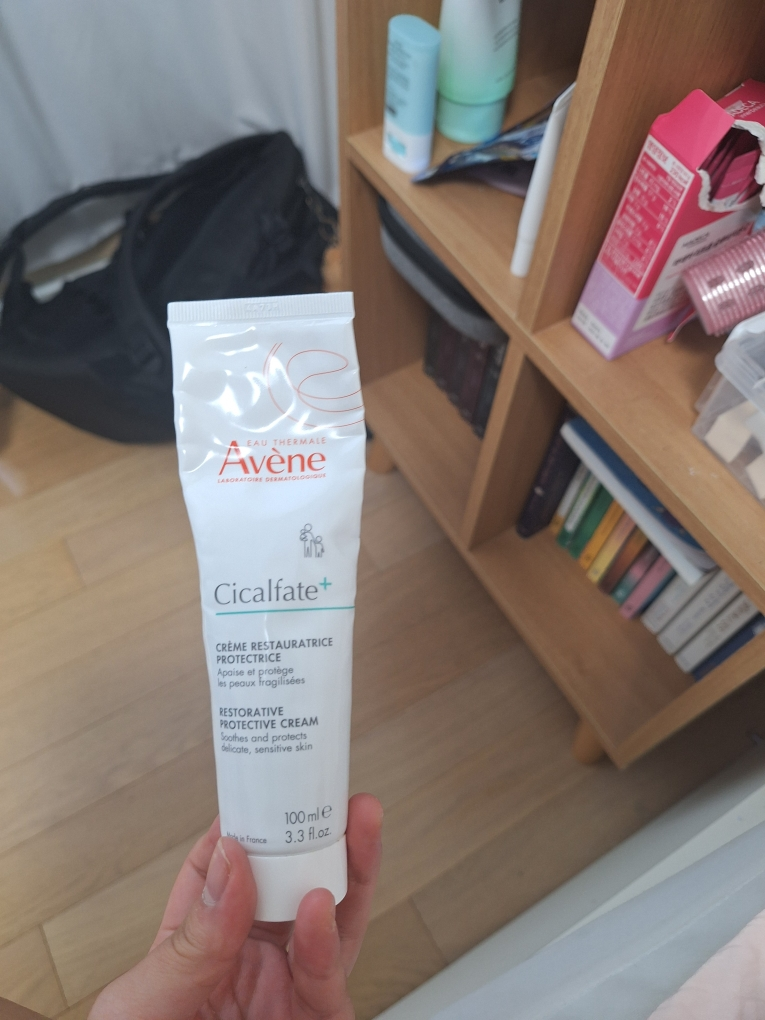 EAU THERMALE
Avène
LABORATOIRE DERMATOLOGIQUE
Cicalfate+
CRÈME RESTAURATRICE
PROTECTRICE
Apaise et protège
les peaux fragilisées
RESTORATIVE
PROTECTIVE CREAM
Soothes and protects
delicate, sensitive skin
100 ml e
3.3 fl.oz.
Made in France